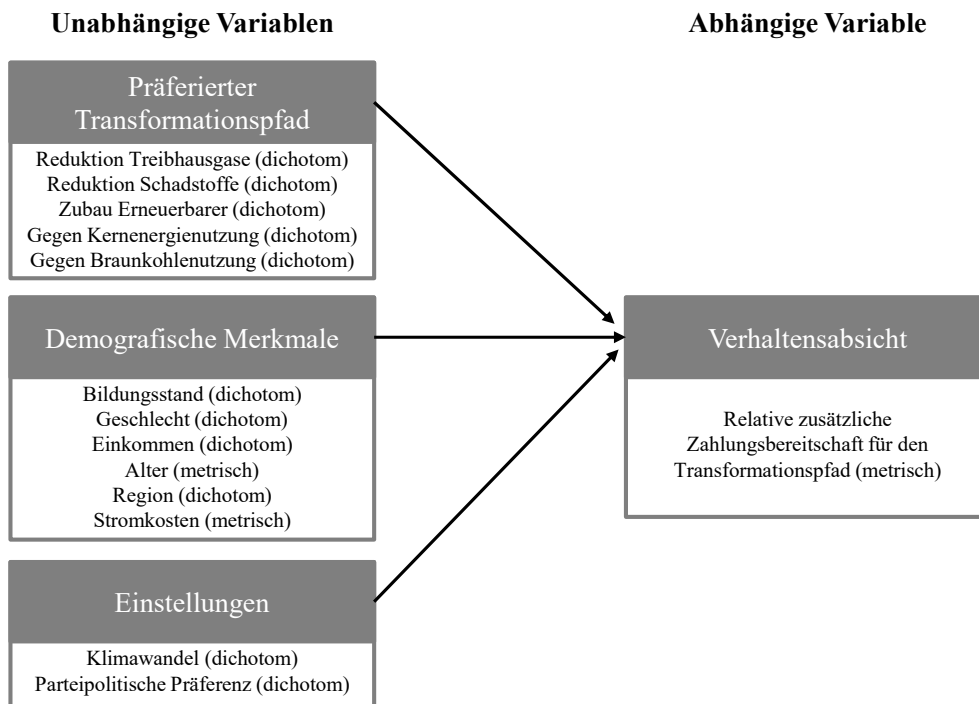 Unabhängige Variablen
Abhängige Variable
Präferierter
Transformationspfad
Reduktion Treibhausgase (dichotom)
Reduktion Schadstoffe (dichotom)
Zubau Erneuerbarer (dichotom)
Gegen Kernenergienutzung (dichotom)
Gegen Braunkohlenutzung (dichotom)
Demografische Merkmale
Bildungsstand (dichotom)
Geschlecht (dichotom)
Einkommen (dichotom)
Alter (metrisch)
Region (dichotom)
Stromkosten (metrisch)
Einstellungen
Klimawandel (dichotom)
Parteipolitische Präferenz (dichotom)
Verhaltensabsicht
Relative zusätzliche
Zahlungsbereitschaft für den
Transformationspfad (metrisch)